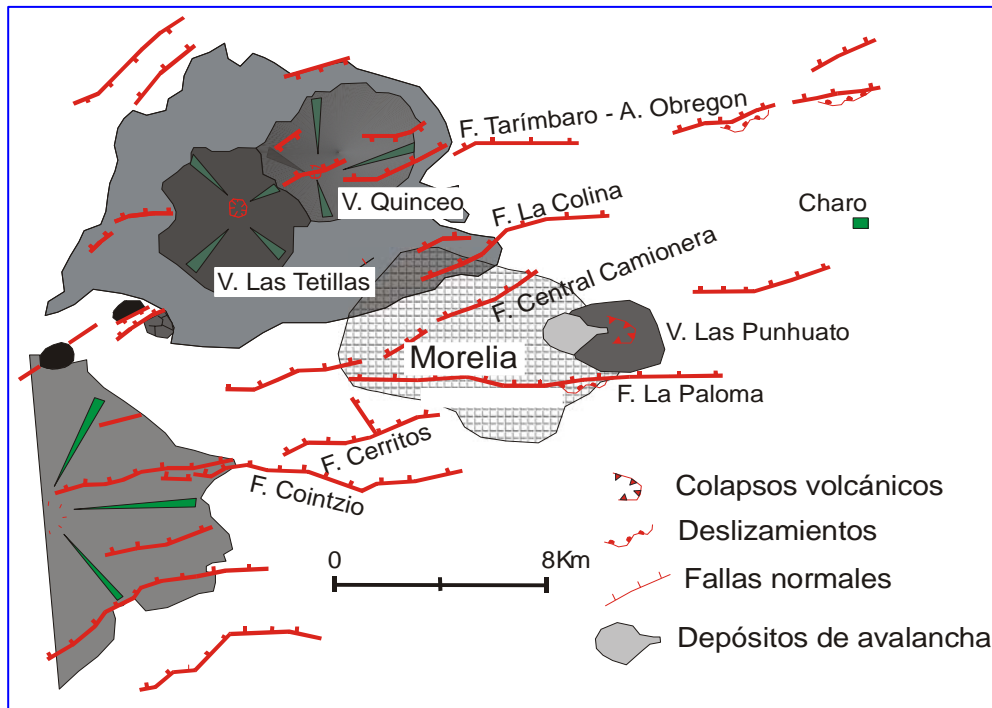 F. Tarímbaro - A. Obregon
V. Quinceo
F. La Colina
Charo
V. Las Tetillas
F. Central Camionera
V. Las Punhuato
Morelia
F. La Paloma
F. Cerritos
F. Cointzio
0 8Km
Colapsos volcánicos
Deslizamientos
Fallas normales
Depósitos de avalancha